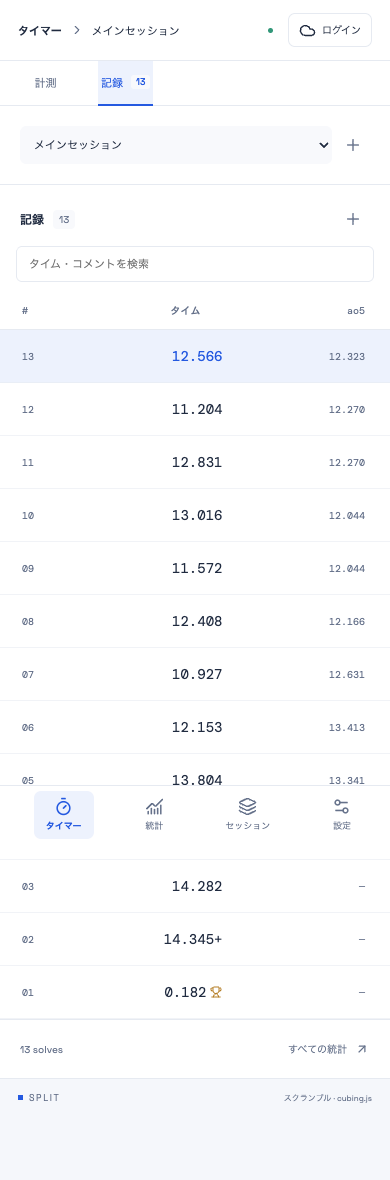 タイマー > メインセッション ログイン
計測 記録 13
メインセッション
記録 13
タイム・コメントを検索
# タイム ao5
13 12.566 12.323
12 11.204 12.270
11 12.831 12.270
10 13.016 12.044
09 11.572 12.044
08 12.408 12.166
07 10.927 12.631
06 12.153 13.413
05 13.804 13.341
タイマー 統計 セッション 設定
03 14.282 –
02 14.345+ –
01 0.182 –
13 solves すべての統計
SPLIT スクランブル · cubing.js